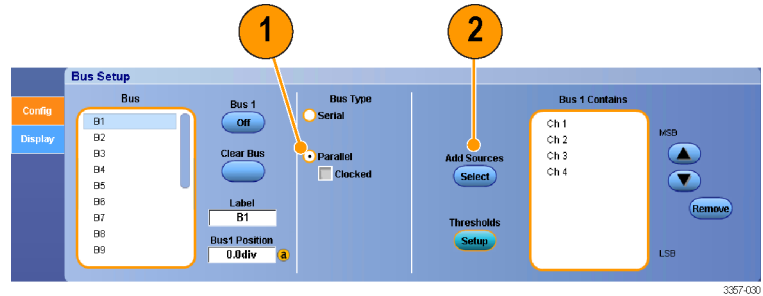 1
2
Bus Setup
Config
Display
Bus
B1
B2
B3
B4
B5
B6
B7
B8
B9
Bus 1
Off
Clear Bus
Label
B1
Bus1 Position
0.0div
a
Bus Type
Serial
Parallel
Clocked
Add Sources
Select
Thresholds
Setup
Bus 1 Contains
Ch 1
Ch 2
Ch 3
Ch 4
MSB
Remove
LSB
3357-030